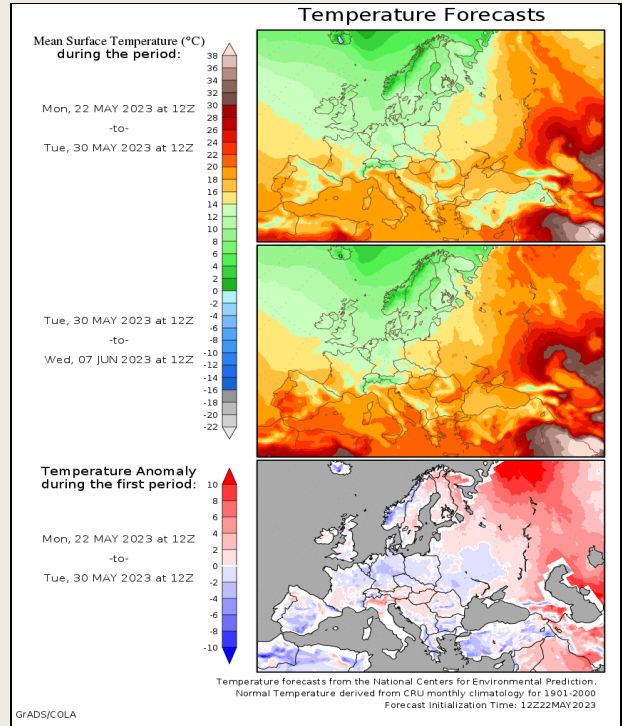 Temperature Forecasts
Mean Surface Temperature (°C)
during the period:
Mon, 22 MAY 2023 at 12Z
-to-
Tue, 30 MAY 2023 at 12Z
38
36
34
32
30
28
26
24
22
20
18
16
14
12
10
8
6
4
2
0
-2
-4
-6
-8
-10
-12
-14
-16
-18
-20
-22
Tue, 30 MAY 2023 at 12Z
-to-
Wed, 07 JUN 2023 at 12Z
Temperature Anomaly
during the first period:
Mon, 22 MAY 2023 at 12Z
-to-
Tue, 30 MAY 2023 at 12Z
10
8
6
4
2
0
-2
-4
-6
-8
-10
Temperature forecasts from the National Centers for Environmental Prediction.
Normal Temperature derived from CRU monthly climatology for 1901-2000
Forecast Initialization Time: 12Z22MAY2023
GrADS/COLA